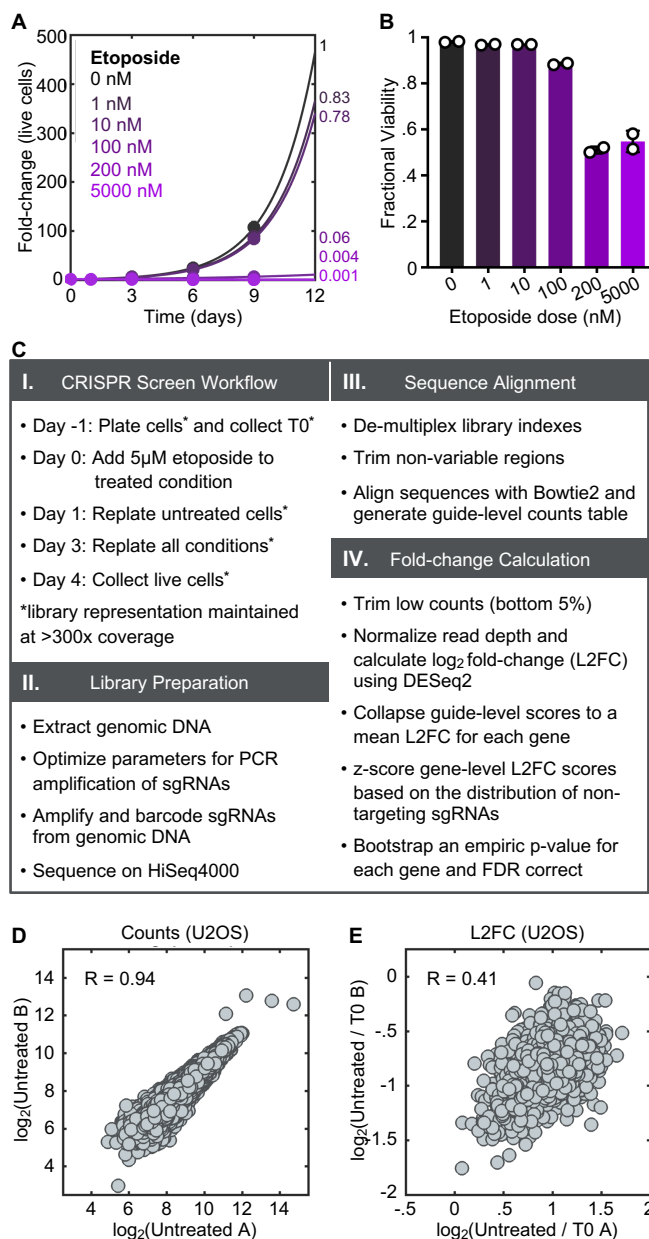 A
500
400
300
200
100
0
Fold-change (live cells)
Etoposide
0 nM
1 nM
10 nM
100 nM
200 nM
5000 nM
1
0.83
0.78
0.06
0.004
0.001
0
3
6
9
12
Time (days)
B
1
.8
.6
.4
.2
0
Fractional Viability
0
1
10
100
200
5000
Etoposide dose (nM)
C
I. CRISPR Screen Workflow
• Day -1: Plate cells* and collect T0*
• Day 0: Add 5µM etoposide to
treated condition
• Day 1: Replate untreated cells*
• Day 3: Replate all conditions*
• Day 4: Collect live cells*
*library representation maintained
at >300x coverage
II. Library Preparation
• Extract genomic DNA
• Optimize parameters for PCR
amplification of sgRNAs
• Amplify and barcode sgRNAs
from genomic DNA
• Sequence on HiSeq4000
III. Sequence Alignment
• De-multiplex library indexes
• Trim non-variable regions
• Align sequences with Bowtie2 and
generate guide-level counts table
IV. Fold-change Calculation
• Trim low counts (bottom 5%)
• Normalize read depth and
calculate log2 fold-change (L2FC)
using DESeq2
• Collapse guide-level scores to a
mean L2FC for each gene
• z-score gene-level L2FC scores
based on the distribution of non-
targeting sgRNAs
• Bootstrap an empiric p-value for
each gene and FDR correct
D
Counts (U2OS)
R = 0.94
14
12
10
8
6
4
log2(Untreated B)
4
6
8
10
12
14
log2(Untreated A)
E
L2FC (U2OS)
R = 0.41
0
-.5
-1
-1.5
-2
log2(Untreated / T0 B)
-.5
0
.5
1
1.5
2
log2(Untreated / T0 A)